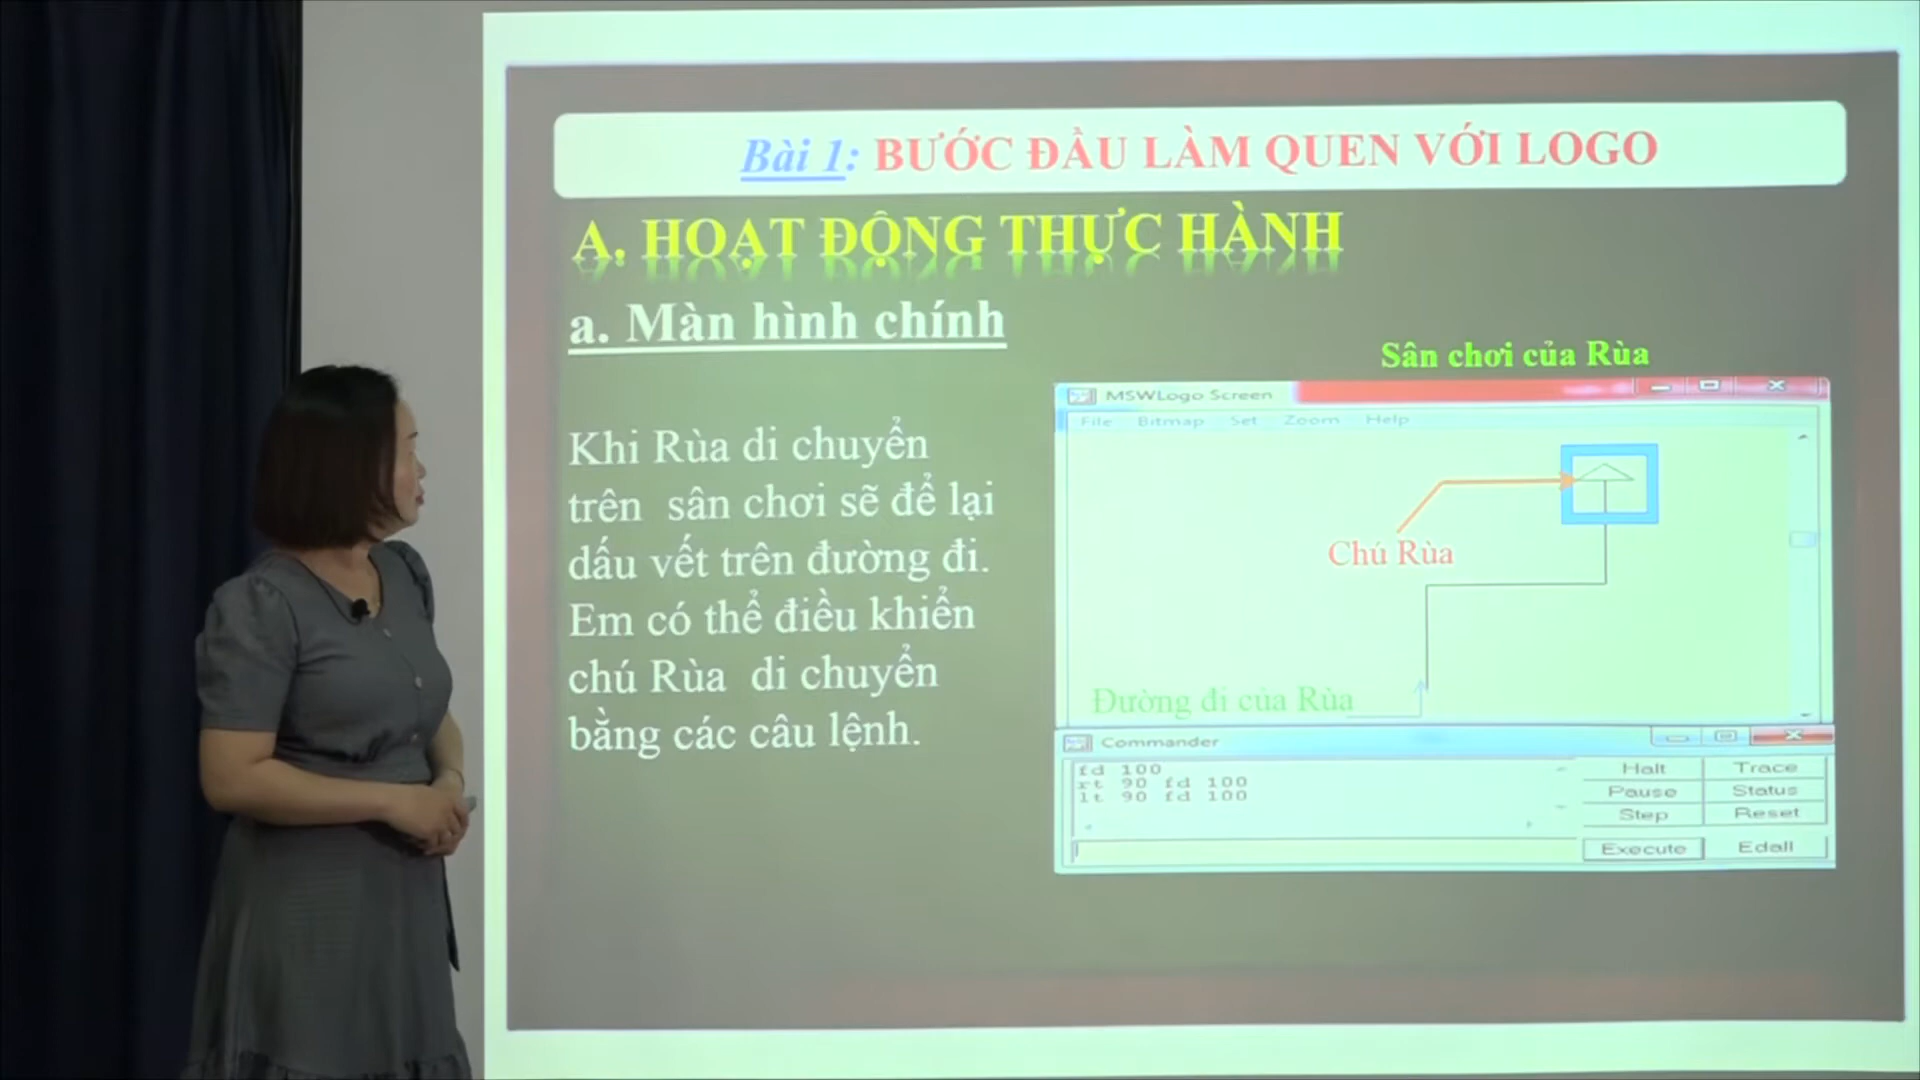 Bài 1: BƯỚC ĐẦU LÀM QUEN VỚI LOGO
A. HOẠT ĐỘNG THỰC HÀNH
a. Màn hình chính
Khi Rùa di chuyển
trên sân chơi sẽ để lại
dấu vết trên đường đi.
Em có thể điều khiển
chú Rùa di chuyển
bằng các câu lệnh.
Sân chơi của Rùa
MSWLogo Screen
File Bitmap Set Zoom Help
Chú Rùa
Đường đi của Rùa
Commander
fd 100
rt 90 fd 100
lt 90 fd 100
Halt Trace
Pause Status
Step Reset
Execute Edall